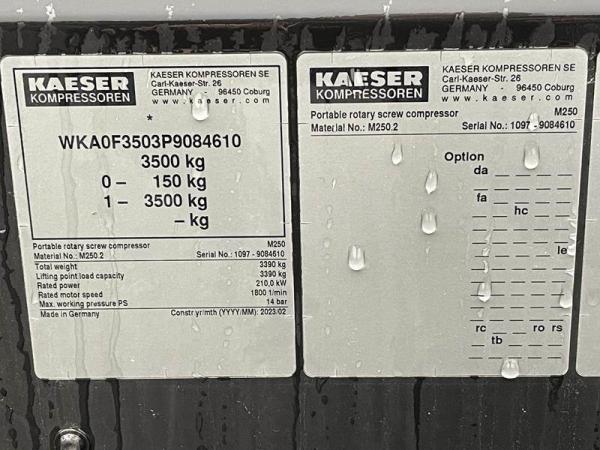 KAESER
KOMPRESSOREN
KAESER KOMPRESSOREN SE
Carl-Kaeser-Str. 26
GERMANY - 96450 Coburg
www.kaeser.com
*
WKA0F3503P9084610
3500 kg
0 – 150 kg
1 – 3500 kg
– kg
Portable rotary screw compressor M250
Material No.: M250.2 Serial No.: 1097 - 9084610
Total weight 3390 kg
Lifting point load capacity 3390 kg
Rated power 210,0 kW
Rated motor speed 1800 1/min
Max. working pressure PS 14 bar
Made in Germany Constr yr/mth (YYYY/MM): 2023/02
KAESER
KOMPRESSOREN
KAESER KOMPRESSOREN SE
Carl-Kaeser-Str. 26
GERMANY - 96450 Coburg
www.kaeser.com
Portable rotary screw compressor M250
Material No.: M250.2 Serial No.: 1097 - 9084610
Option
da
fa
hc
le
rc ro rs
tb